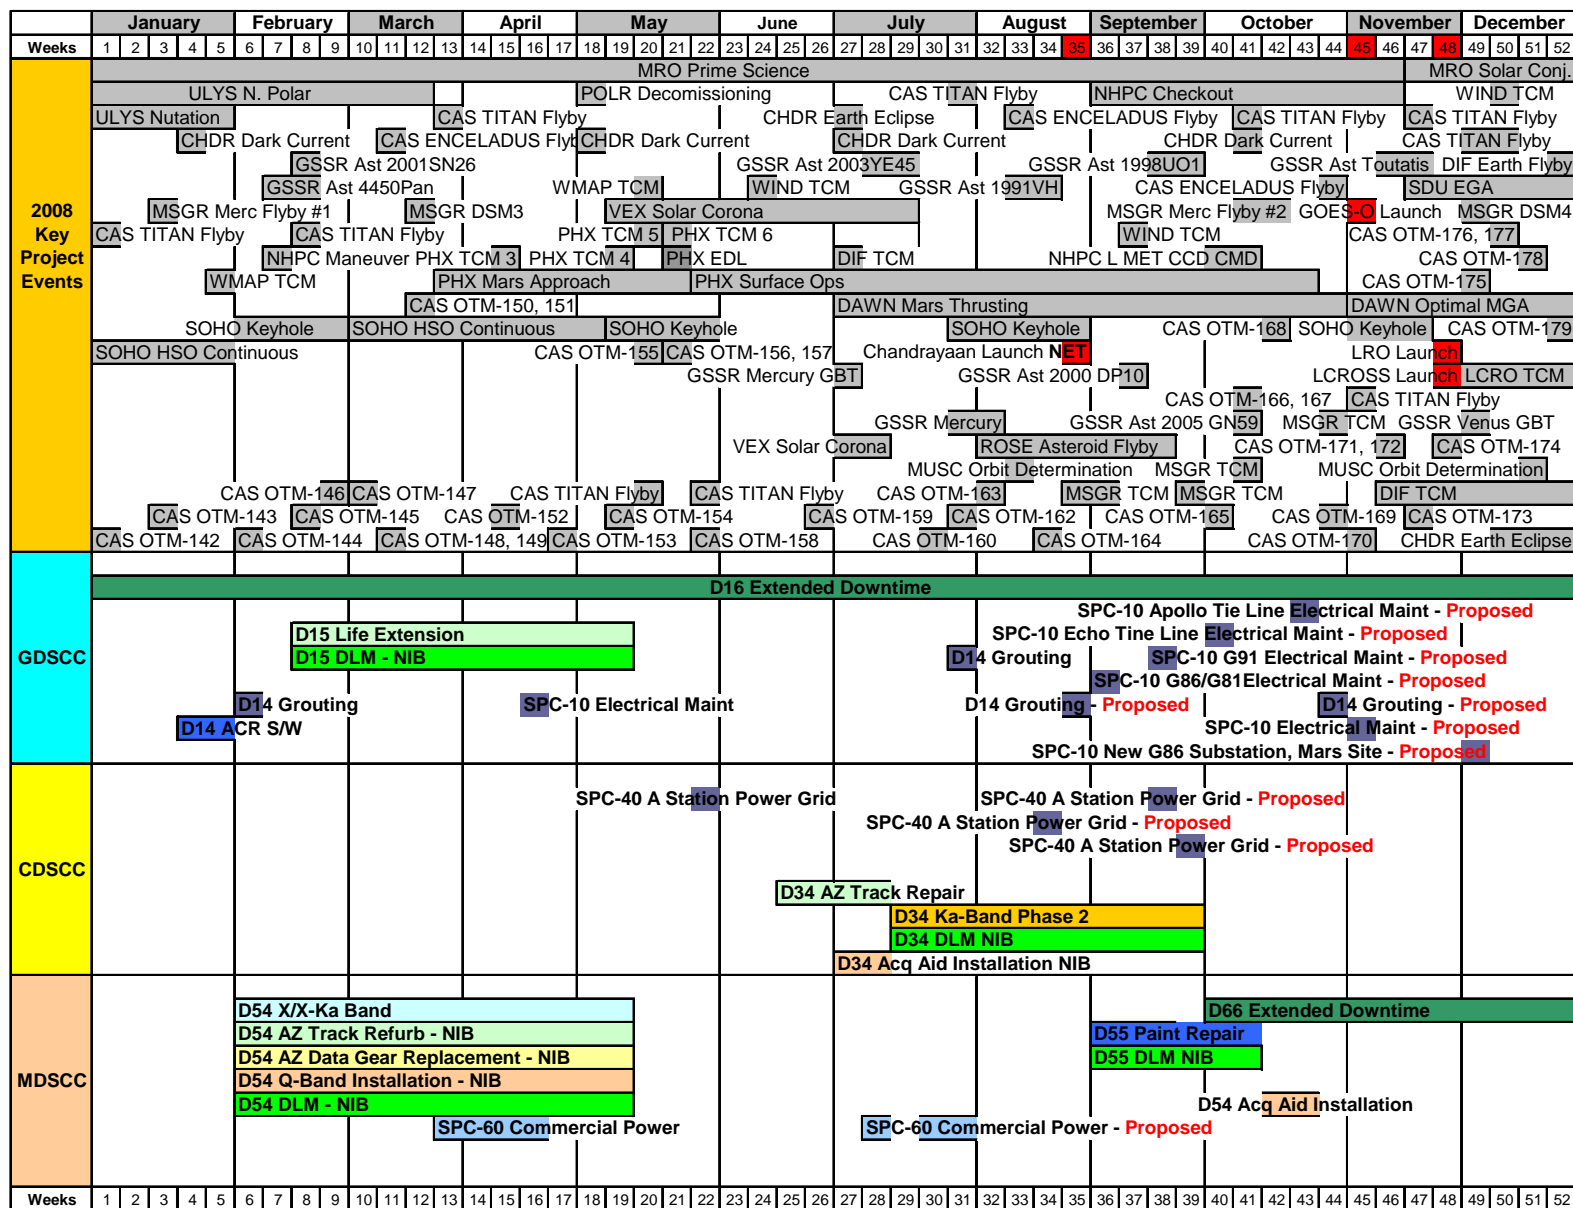 January February March April May June July August September October November December
Weeks 1 2 3 4 5 6 7 8 9 10 11 12 13 14 15 16 17 18 19 20 21 22 23 24 25 26 27 28 29 30 31 32 33 34 35 36 37 38 39 40 41 42 43 44 45 46 47 48 49 50 51 52
2008 Key Project Events
MRO Prime Science MRO Solar Conj.
ULYS N. Polar POLR Decomissioning CAS TITAN Flyby NHPC Checkout WIND TCM
ULYS Nutation CAS TITAN Flyby CHDR Earth Eclipse CAS ENCELADUS Flyby CAS TITAN Flyby CAS TITAN Flyby
CHDR Dark Current CAS ENCELADUS Flyb CHDR Dark Current CHDR Dark Current CHDR Dark Current CAS TITAN Flyby
GSSR Ast 2001SN26 GSSR Ast 2003YE45 GSSR Ast 1998UO1 GSSR Ast Toutatis DIF Earth Flyby
GSSR Ast 4450Pan WMAP TCM WIND TCM GSSR Ast 1991VH CAS ENCELADUS Flyby SDU EGA
MSGR Merc Flyby #1 MSGR DSM3 VEX Solar Corona MSGR Merc Flyby #2 GOES-O Launch MSGR DSM4
CAS TITAN Flyby CAS TITAN Flyby PHX TCM 5 PHX TCM 6 WIND TCM CAS OTM-176, 177
NHPC Maneuver PHX TCM 3 PHX TCM 4 PHX EDL DIF TCM NHPC L MET CCD CMD CAS OTM-178
WMAP TCM PHX Mars Approach PHX Surface Ops CAS OTM-175
CAS OTM-150, 151 DAWN Mars Thrusting DAWN Optimal MGA
SOHO Keyhole SOHO HSO Continuous SOHO Keyhole SOHO Keyhole CAS OTM-168 SOHO Keyhole CAS OTM-179
SOHO HSO Continuous CAS OTM-155 CAS OTM-156, 157 Chandrayaan Launch NET LRO Launch
GSSR Mercury GBT GSSR Ast 2000 DP10 LCROSS Launch LCRO TCM
CAS OTM-166, 167 CAS TITAN Flyby
GSSR Mercury GSSR Ast 2005 GN59 MSGR TCM GSSR Venus GBT
VEX Solar Corona ROSE Asteroid Flyby CAS OTM-171, 172 CAS OTM-174
MUSC Orbit Determination MSGR TCM MUSC Orbit Determination
CAS OTM-146 CAS OTM-147 CAS TITAN Flyby CAS TITAN Flyby CAS OTM-163 MSGR TCM MSGR TCM DIF TCM
CAS OTM-143 CAS OTM-145 CAS OTM-152 CAS OTM-154 CAS OTM-159 CAS OTM-162 CAS OTM-165 CAS OTM-169 CAS OTM-173
CAS OTM-142 CAS OTM-144 CAS OTM-148, 149 CAS OTM-153 CAS OTM-158 CAS OTM-160 CAS OTM-164 CAS OTM-170 CHDR Earth Eclipse
GDSCC
D16 Extended Downtime
SPC-10 Apollo Tie Line Electrical Maint - Proposed
D15 Life Extension SPC-10 Echo Tine Line Electrical Maint - Proposed
D15 DLM - NIB D14 Grouting SPC-10 G91 Electrical Maint - Proposed
SPC-10 G86/G81Electrical Maint - Proposed
D14 Grouting SPC-10 Electrical Maint D14 Grouting - Proposed D14 Grouting - Proposed
D14 ACR S/W SPC-10 Electrical Maint - Proposed
SPC-10 New G86 Substation, Mars Site - Proposed
CDSCC
SPC-40 A Station Power Grid SPC-40 A Station Power Grid - Proposed
SPC-40 A Station Power Grid - Proposed
SPC-40 A Station Power Grid - Proposed
D34 AZ Track Repair
D34 Ka-Band Phase 2
D34 DLM NIB
D34 Acq Aid Installation NIB
MDSCC
D54 X/X-Ka Band D66 Extended Downtime
D54 AZ Track Refurb - NIB D55 Paint Repair
D54 AZ Data Gear Replacement - NIB D55 DLM NIB
D54 Q-Band Installation - NIB
D54 DLM - NIB D54 Acq Aid Installation
SPC-60 Commercial Power SPC-60 Commercial Power - Proposed
Weeks 1 2 3 4 5 6 7 8 9 10 11 12 13 14 15 16 17 18 19 20 21 22 23 24 25 26 27 28 29 30 31 32 33 34 35 36 37 38 39 40 41 42 43 44 45 46 47 48 49 50 51 52